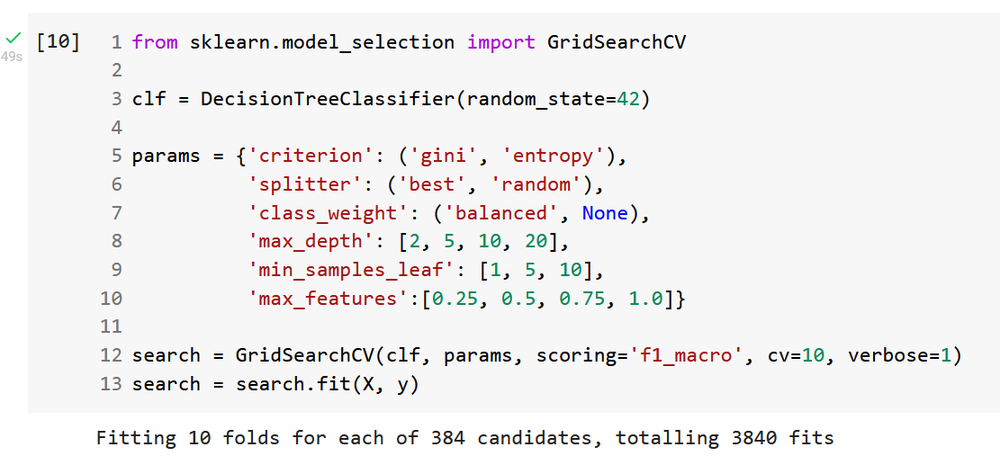 [10] 1 from sklearn.model_selection import GridSearchCV
49s 2
3 clf = DecisionTreeClassifier(random_state=42)
4
5 params = {'criterion': ('gini', 'entropy'),
6 'splitter': ('best', 'random'),
7 'class_weight': ('balanced', None),
8 'max_depth': [2, 5, 10, 20],
9 'min_samples_leaf': [1, 5, 10],
10 'max_features':[0.25, 0.5, 0.75, 1.0]}
11
12 search = GridSearchCV(clf, params, scoring='f1_macro', cv=10, verbose=1)
13 search = search.fit(X, y)
Fitting 10 folds for each of 384 candidates, totalling 3840 fits